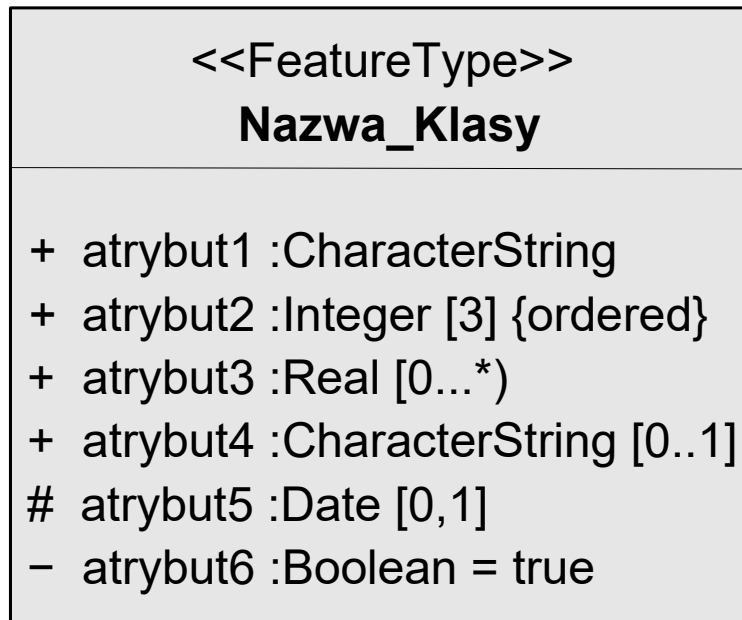 <<FeatureType>>
Nazwa_Klasy
+ atrybut1 :CharacterString
+ atrybut2 :Integer [3] {ordered}
+ atrybut3 :Real [0...*)
+ atrybut4 :CharacterString [0..1]
# atrybut5 :Date [0,1]
− atrybut6 :Boolean = true